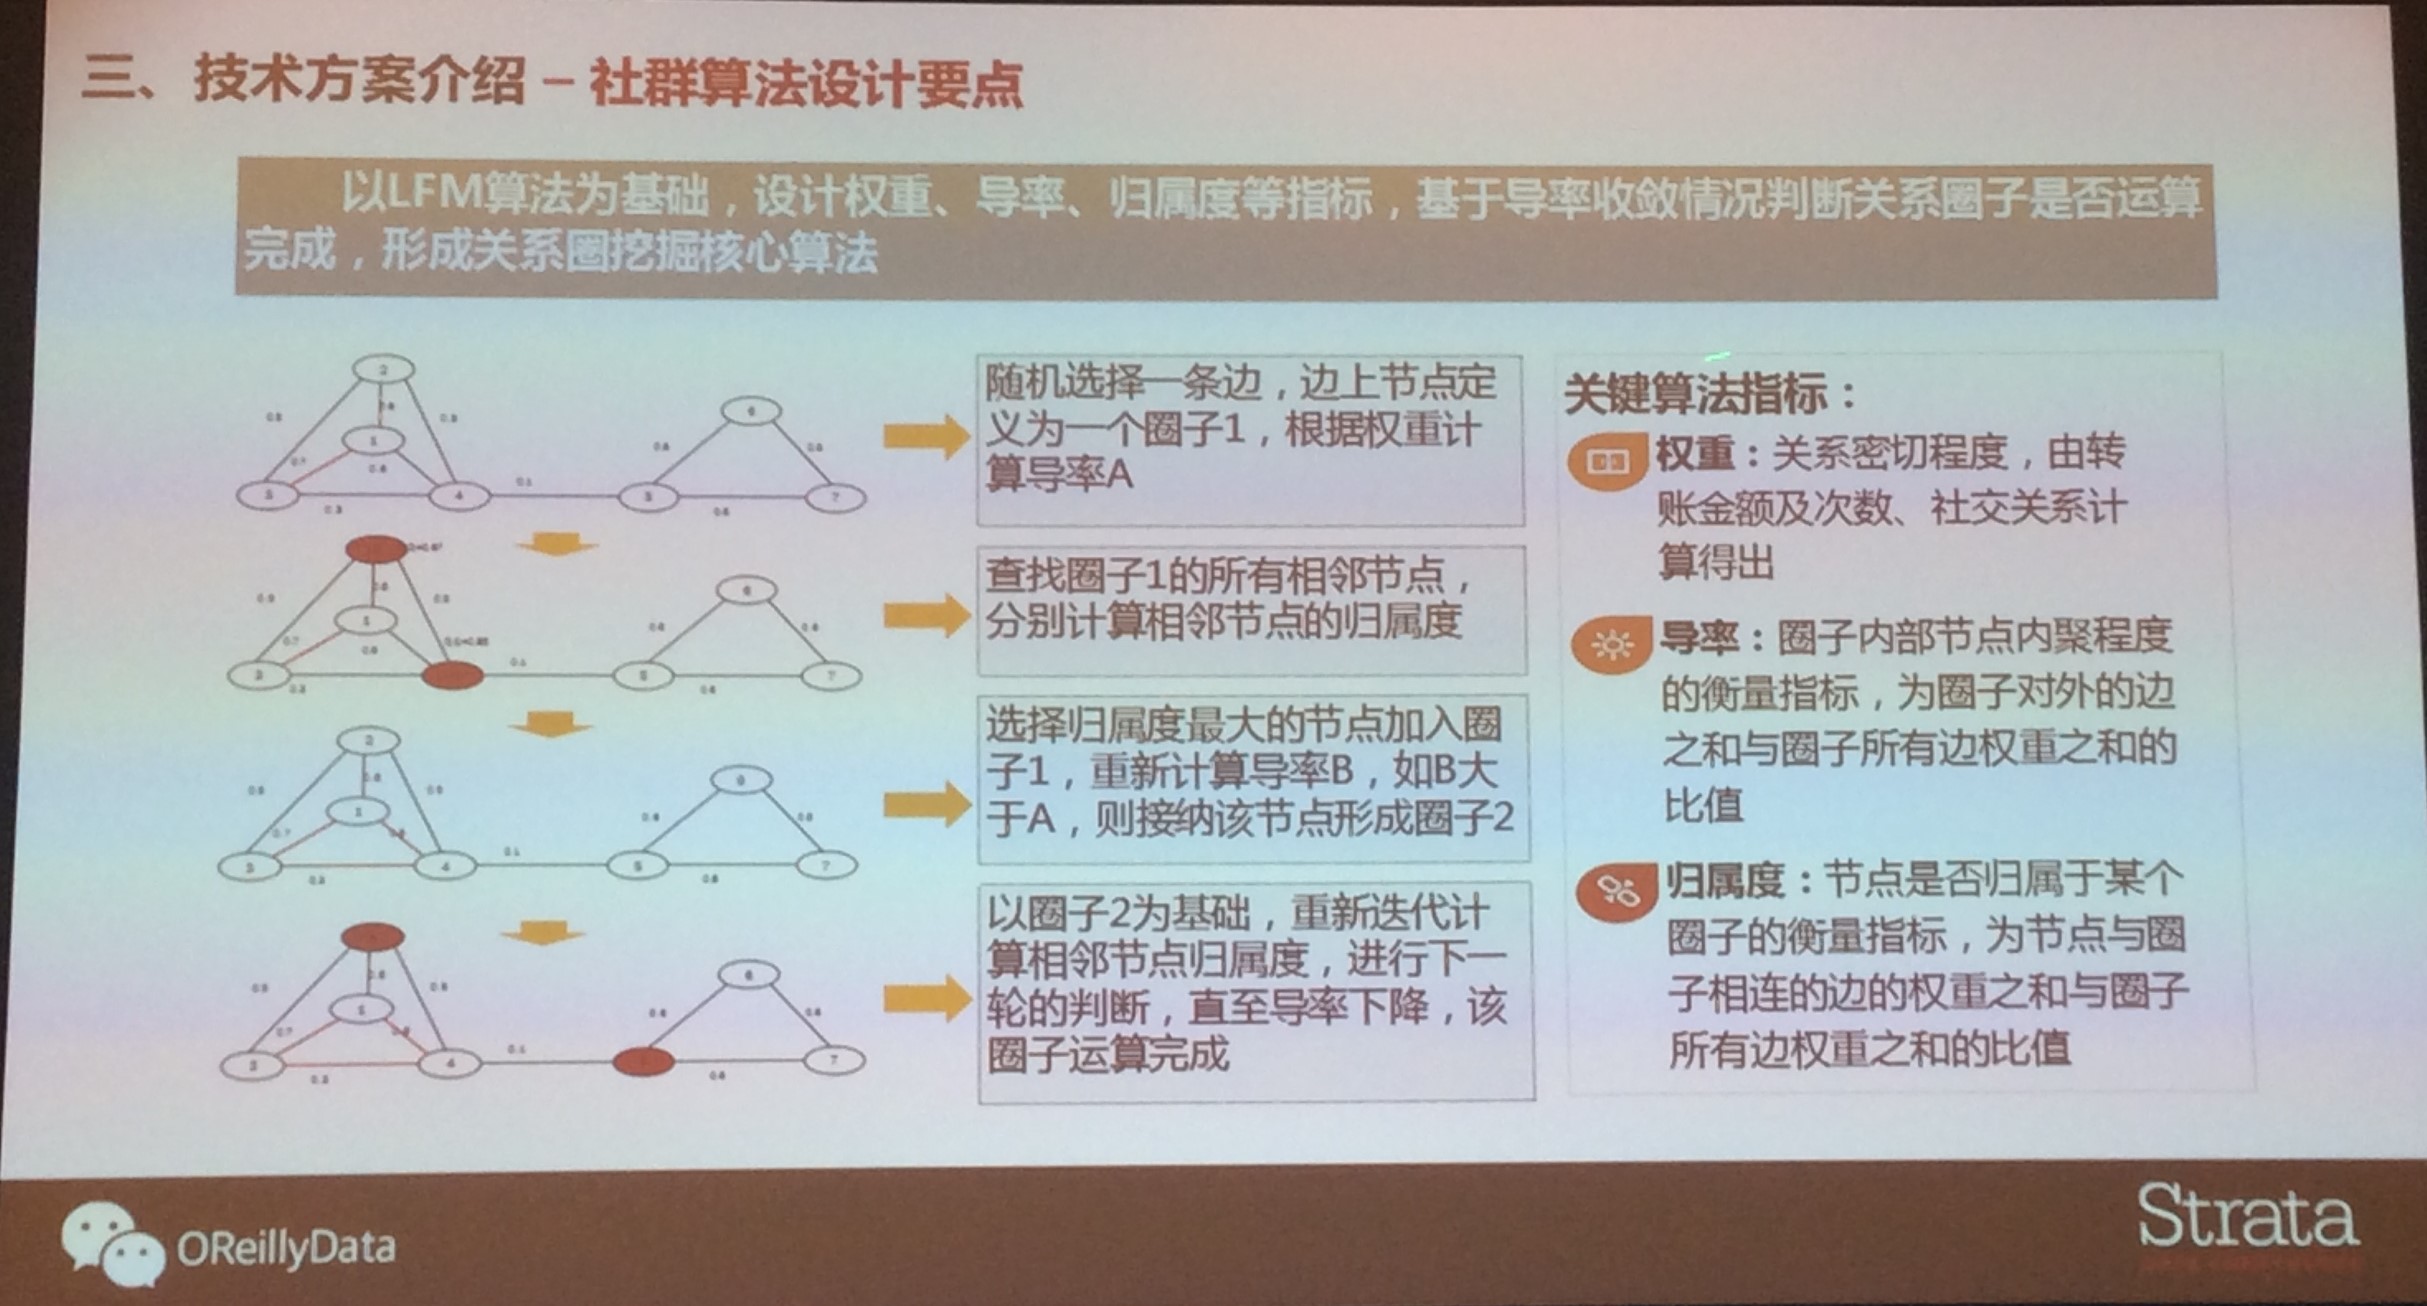 三、技术方案介绍 – 社群算法设计要点
以LFM算法为基础，设计权重、导率、归属度等指标，基于导率收敛情况判断关系圈子是否运算
完成，形成关系圈挖掘核心算法
随机选择一条边，边上节点定
义为一个圈子1，根据权重计
算导率A
查找圈子1的所有相邻节点，
分别计算相邻节点的归属度
选择归属度最大的节点加入圈
子1，重新计算导率B，如B大
于A，则接纳该节点形成圈子2
以圈子2为基础，重新迭代计
算相邻节点归属度，进行下一
轮的判断，直至导率下降，该
圈子运算完成
关键算法指标：
权重：关系密切程度，由转
账金额及次数、社交关系计
算得出
导率：圈子内部节点内聚程度
的衡量指标，为圈子对外的边
之和与圈子所有边权重之和的
比值
归属度：节点是否归属于某个
圈子的衡量指标，为节点与圈
子相连的边的权重之和与圈子
所有边权重之和的比值
OReillyData
Strata